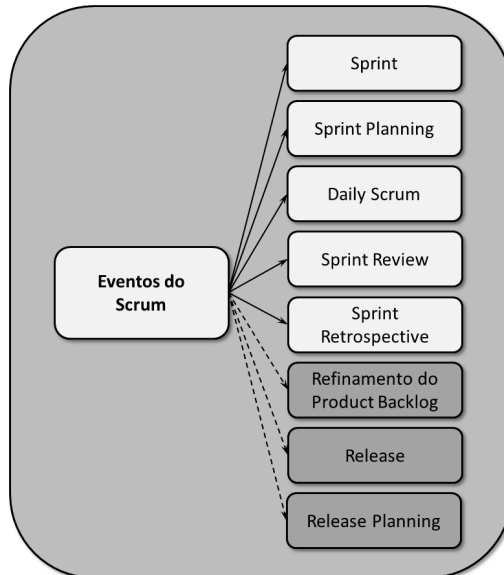 Sprint
Sprint Planning
Daily Scrum
Sprint Review
Eventos do
Scrum
Sprint
Retrospective
Refinamento do
Product Backlog
Release
Release Planning